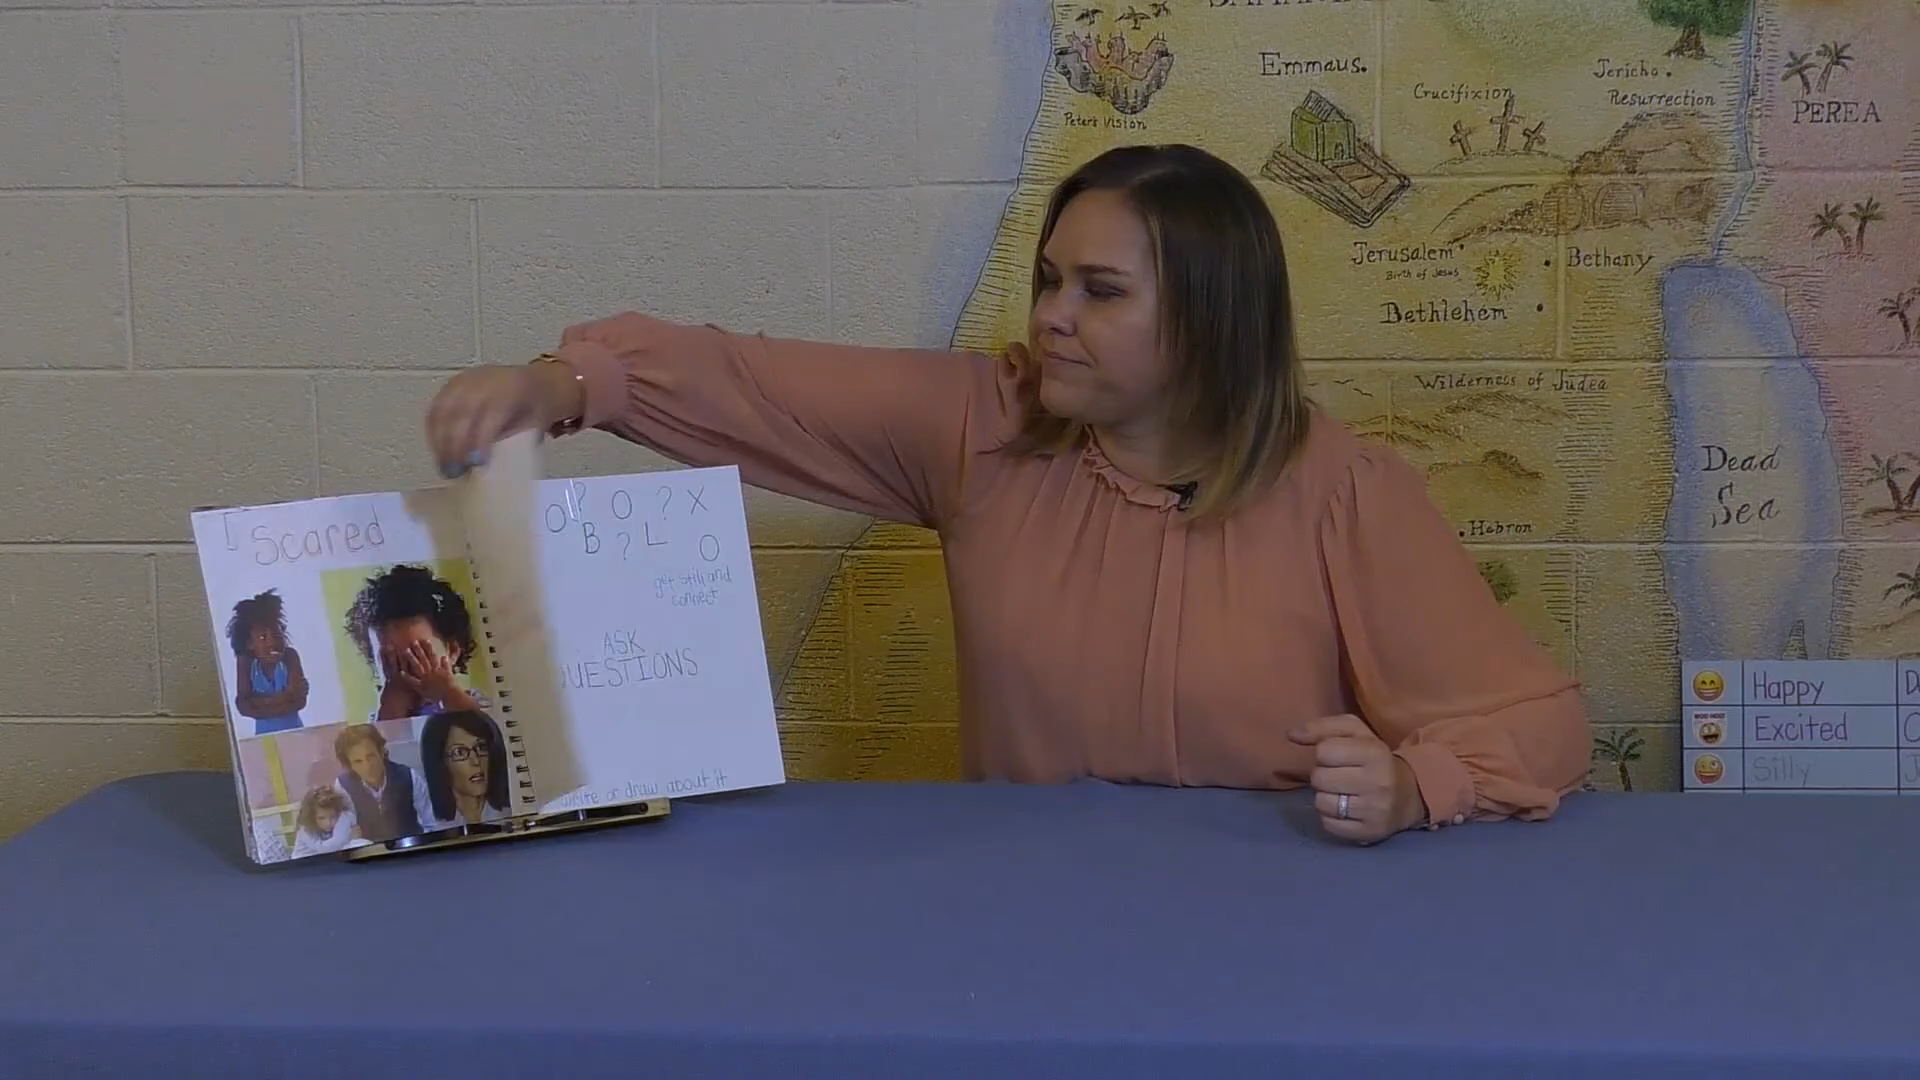 Scared
O ? O ? X
B ? L O
get still and
connect
ASK
write or draw about it
Peter's Vision
Emmaus.
Crucifixion
Jericho.
Resurrection
PEREA
Jerusalem
Birth of Jesus
Bethany
Bethlehem
Wilderness of Judea
Dead
Sea
Hebron
Happy
Excited
Silly